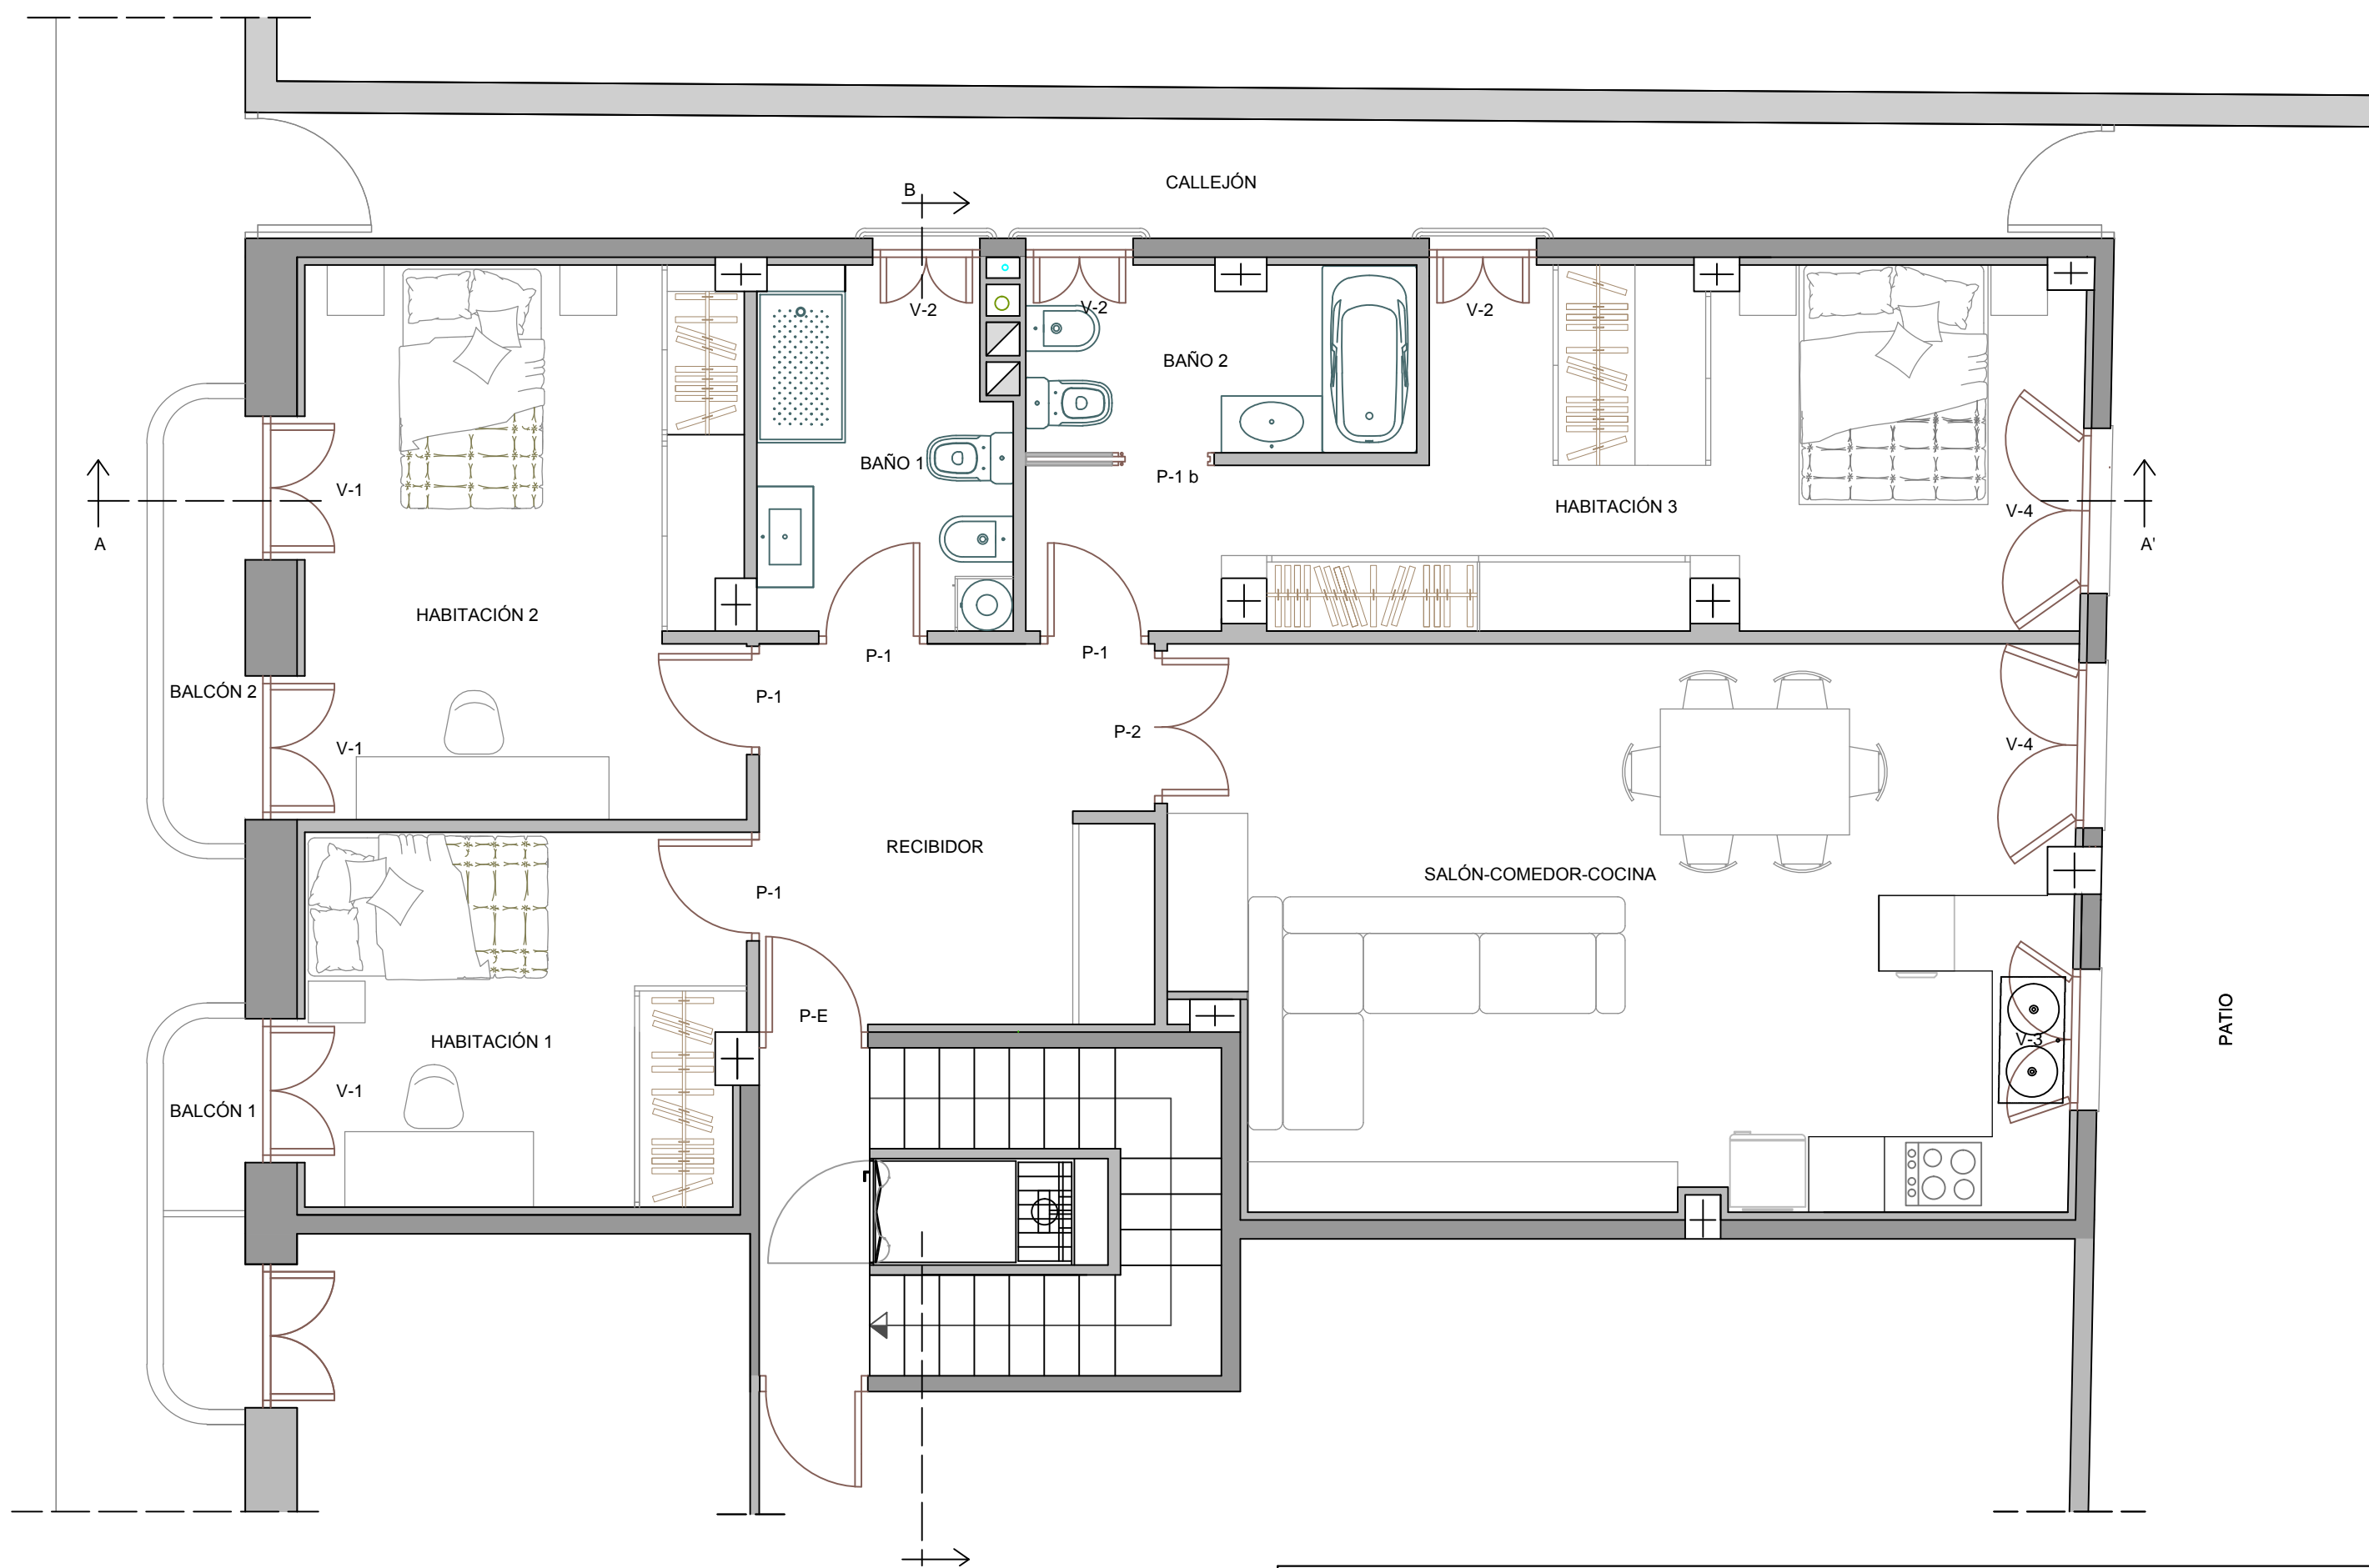 CALLEJÓN
B
V-2
V-2
V-2
BAÑO 2
BAÑO 1
P-1 b
V-1
HABITACIÓN 3
V-4
A
A'
HABITACIÓN 2
P-1
P-1
BALCÓN 2
P-1
P-2
V-1
V-4
RECIBIDOR
SALÓN-COMEDOR-COCINA
P-1
P-E
PATIO
HABITACIÓN 1
V-3
V-1
BALCÓN 1